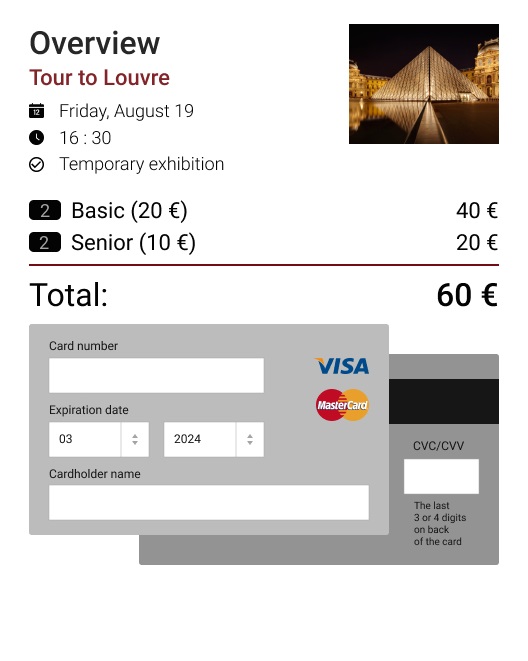 Overview
Tour to Louvre
12 Friday, August 19
16 : 30
Temporary exhibition
2 Basic (20 €) 40 €
2 Senior (10 €) 20 €
Total: 60 €
Card number
VISA
MasterCard
Expiration date
03 2024
CVC/CVV
Cardholder name
The last
3 or 4 digits
on back
of the card